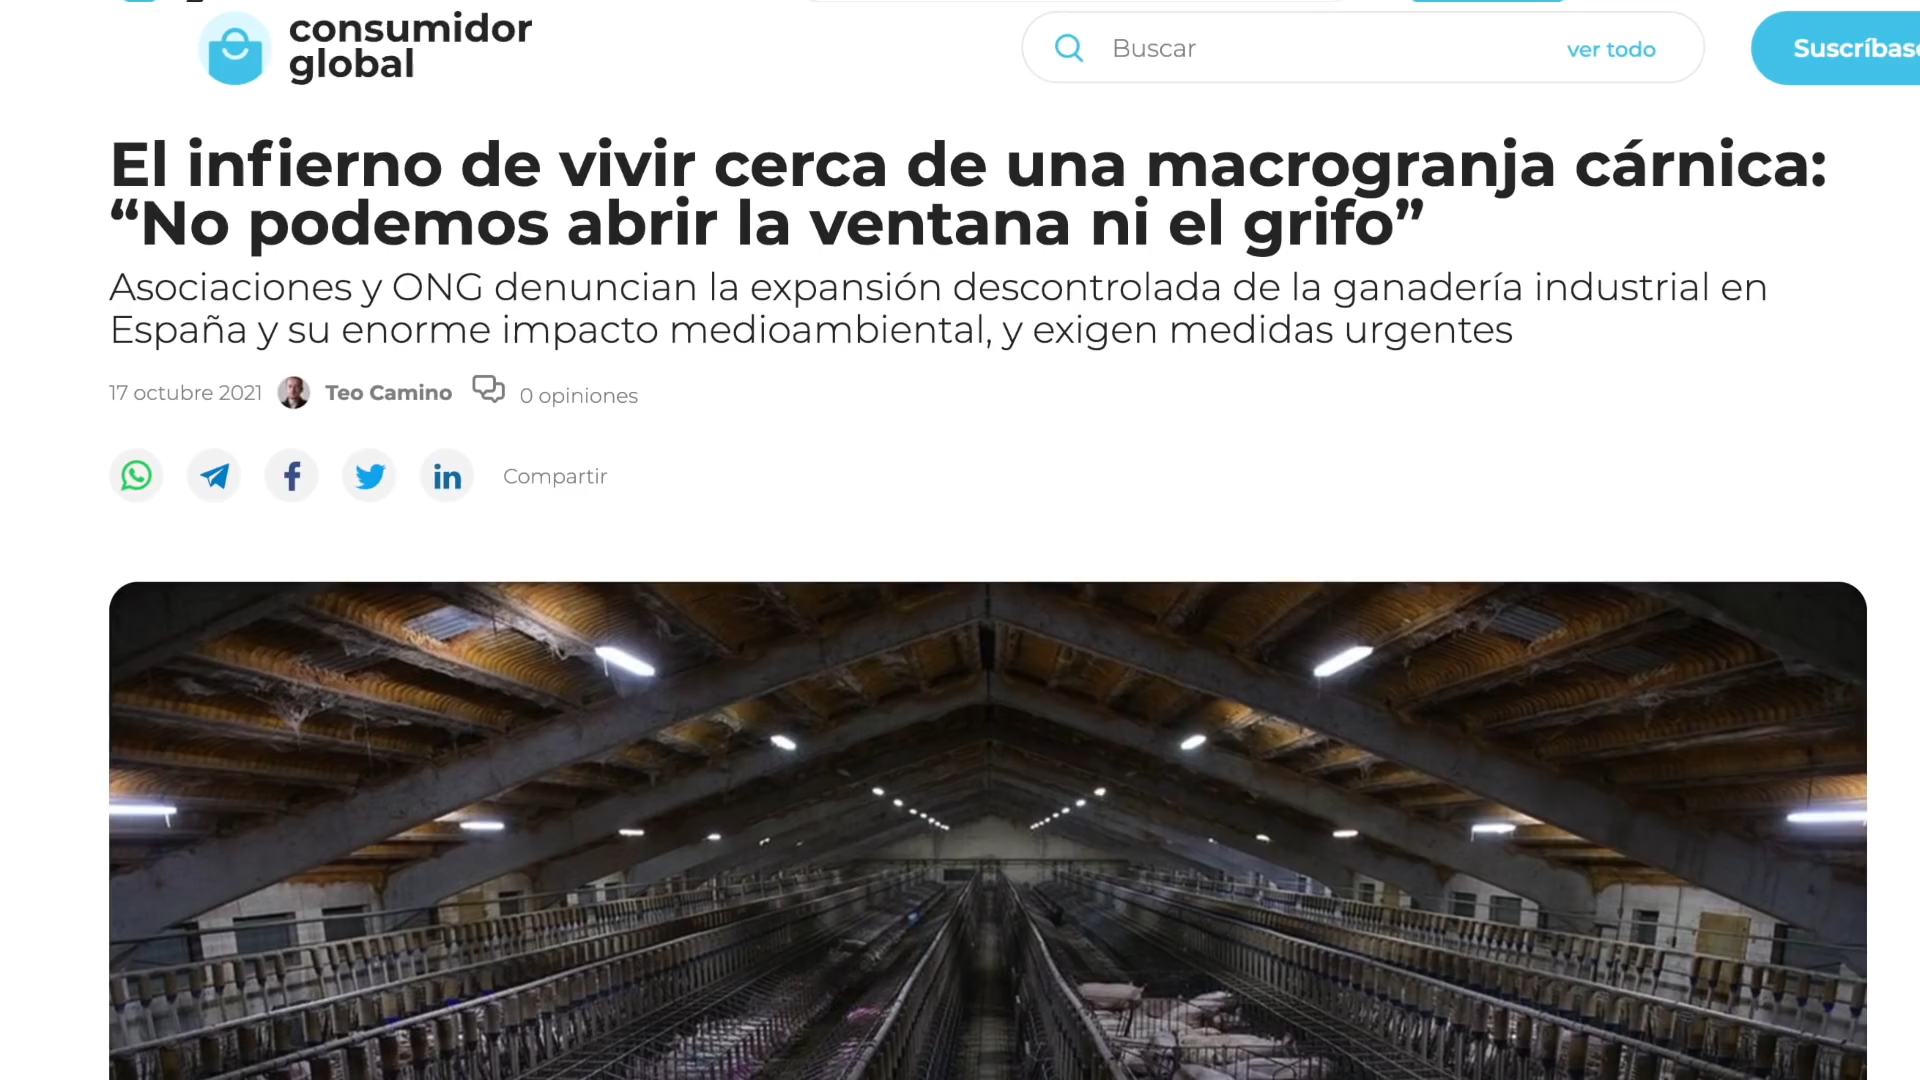 consumidor
global
Buscar
ver todo
El infierno de vivir cerca de una macrogranja cárnica:
“No podemos abrir la ventana ni el grifo”
Asociaciones y ONG denuncian la expansión descontrolada de la ganadería industrial en
España y su enorme impacto medioambiental, y exigen medidas urgentes
17 octubre 2021 Teo Camino 0 opiniones
Compartir